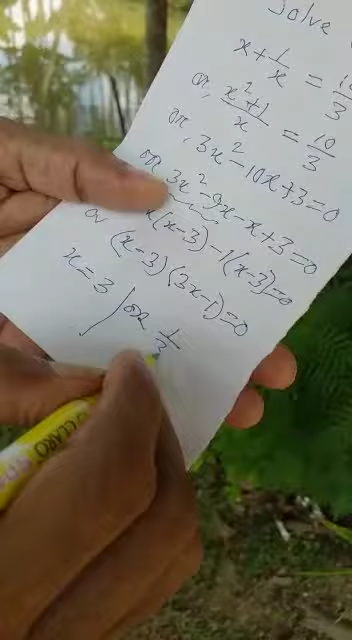 Solve
x + 1/x = 10/3
or, x² + 1/x = 10/3
or, 3x² - 10x + 3 = 0
or 3x² - 9x - x + 3 = 0
x(x - 3) - 1(x - 3) = 0
or (x - 3)(3x - 1) = 0
x = 3 / or 1/3
CLARO